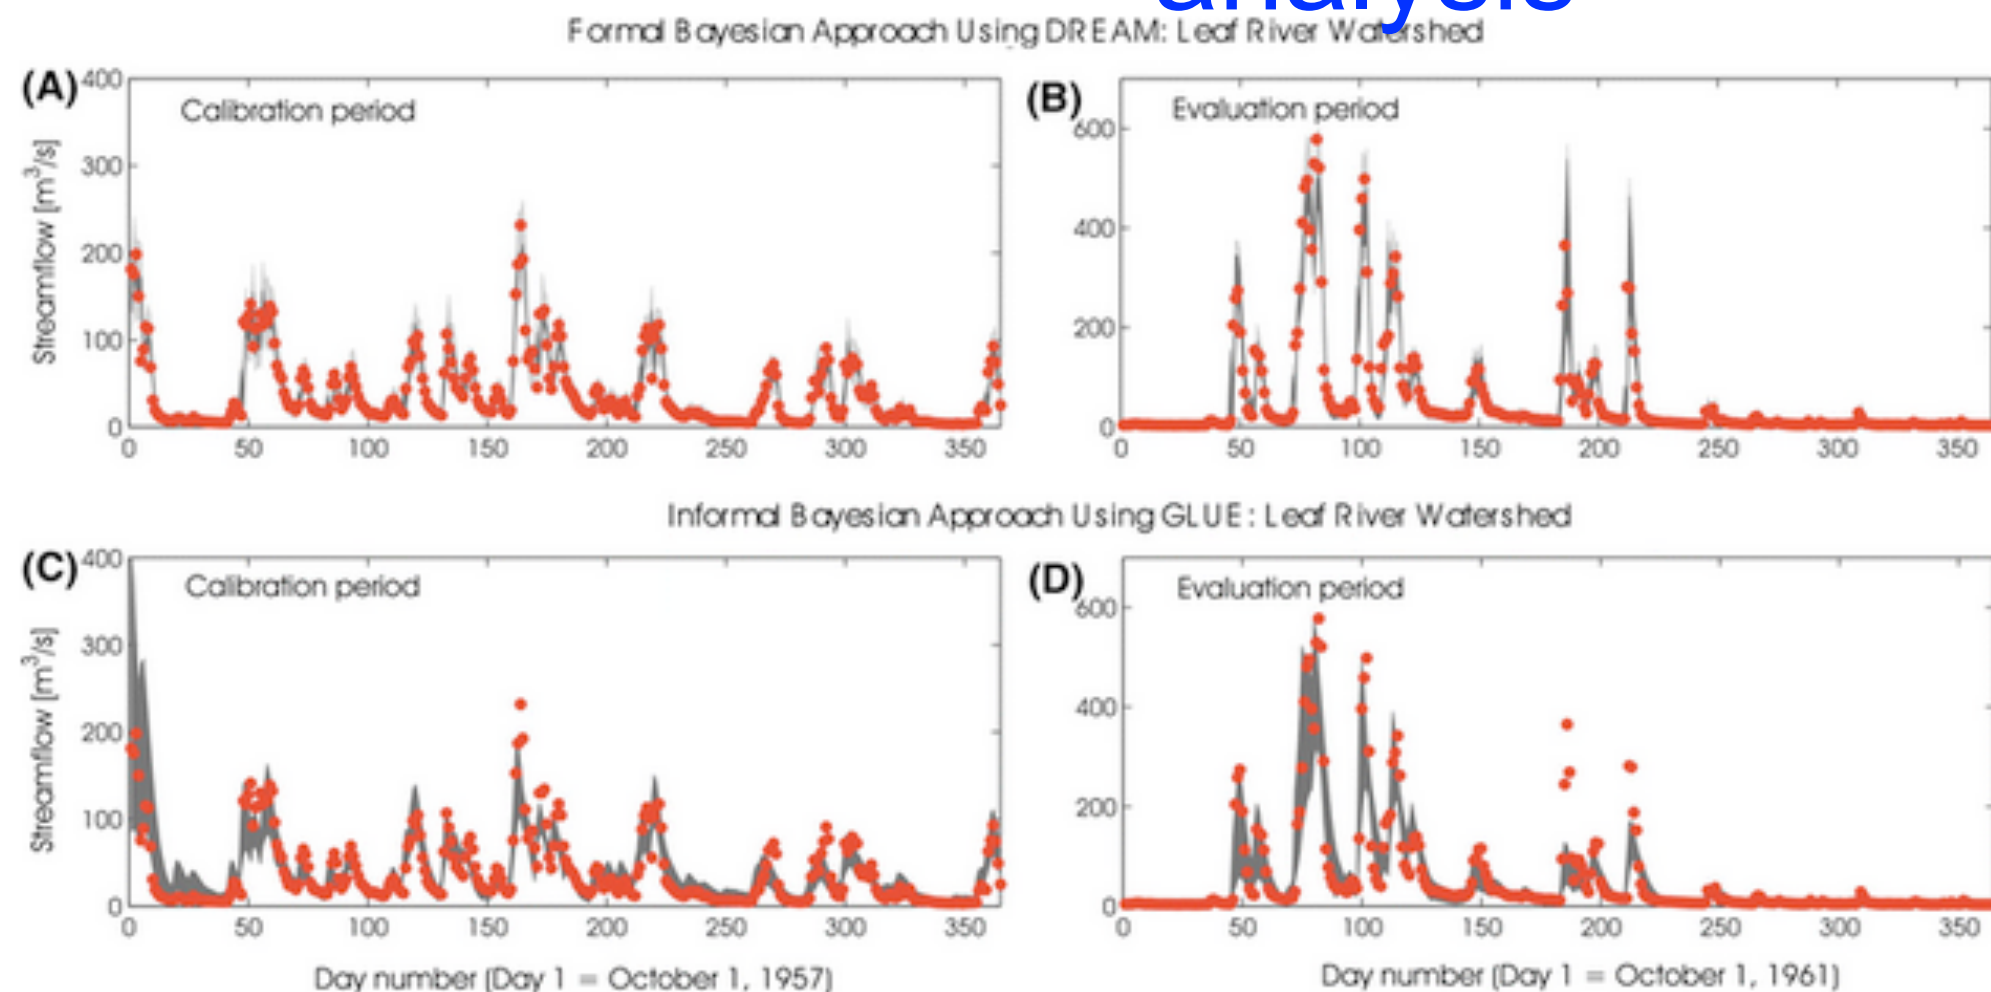 analysis
Formal Bayesian Approach Using DREAM: Leaf River Watershed
(A)
400
300
200
100
0
Streamflow [m³/s]
Calibration period
0 50 100 150 200 250 300 350
(B)
600
400
200
0
Evaluation period
0 50 100 150 200 250 300 350
Informal Bayesian Approach Using GLUE: Leaf River Watershed
(C)
400
300
200
100
0
Streamflow [m³/s]
Calibration period
0 50 100 150 200 250 300 350
Day number (Day 1 = October 1, 1957)
(D)
600
400
200
0
Evaluation period
0 50 100 150 200 250 300 350
Day number (Day 1 = October 1, 1961)